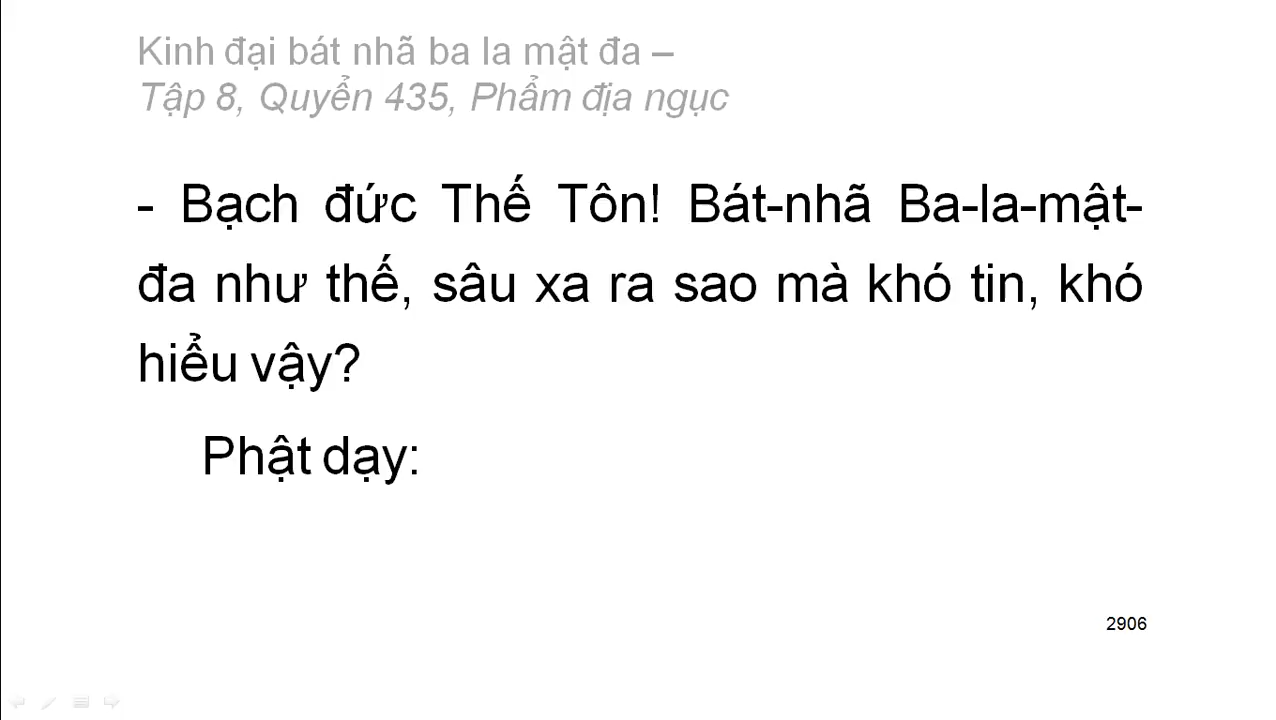 Kinh đại bát nhã ba la mật đa –
Tập 8, Quyển 435, Phẩm địa ngục
- Bạch đức Thế Tôn! Bát-nhã Ba-la-mật-
đa như thế, sâu xa ra sao mà khó tin, khó
hiểu vậy?
Phật dạy:
2906